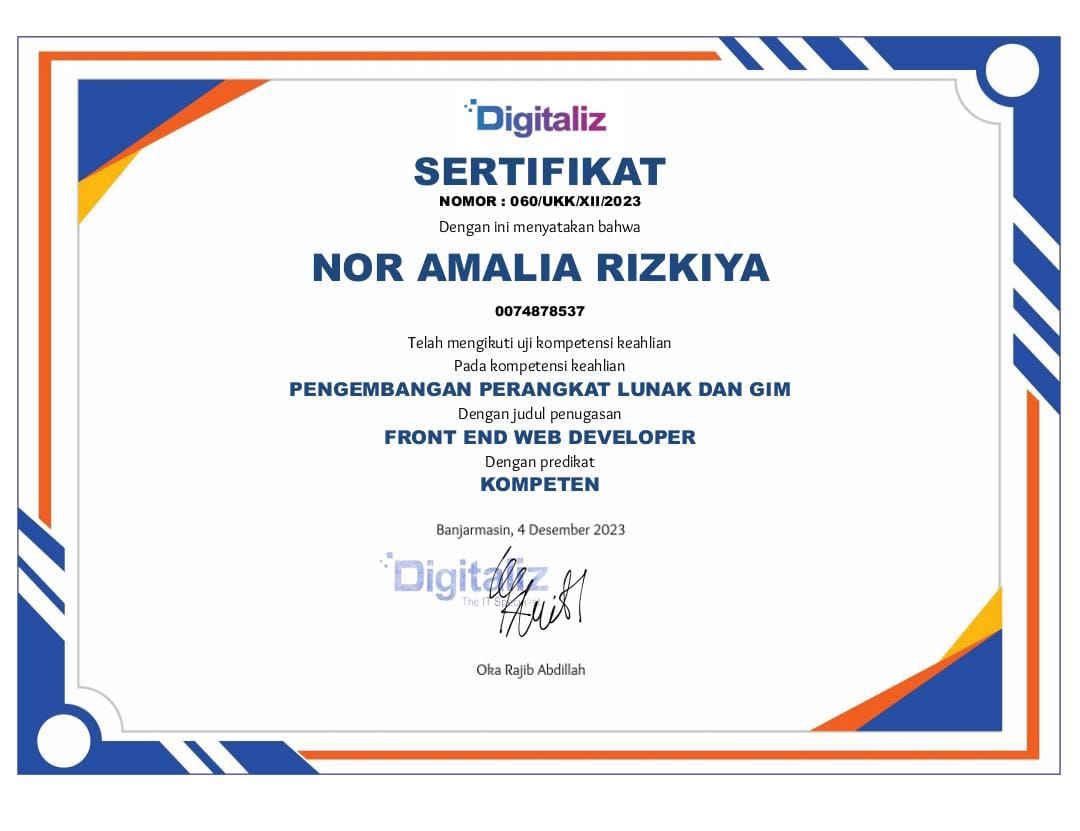 Digitaliz
SERTIFIKAT
NOMOR : 060/UKK/XII/2023
Dengan ini menyatakan bahwa
NOR AMALIA RIZKIYA
0074878537
Telah mengikuti uji kompetensi keahlian
Pada kompetensi keahlian
PENGEMBANGAN PERANGKAT LUNAK DAN GIM
Dengan judul penugasan
FRONT END WEB DEVELOPER
Dengan predikat
KOMPETEN
Banjarmasin, 4 Desember 2023
Digitaliz
The IT
Oka Rajib Abdillah